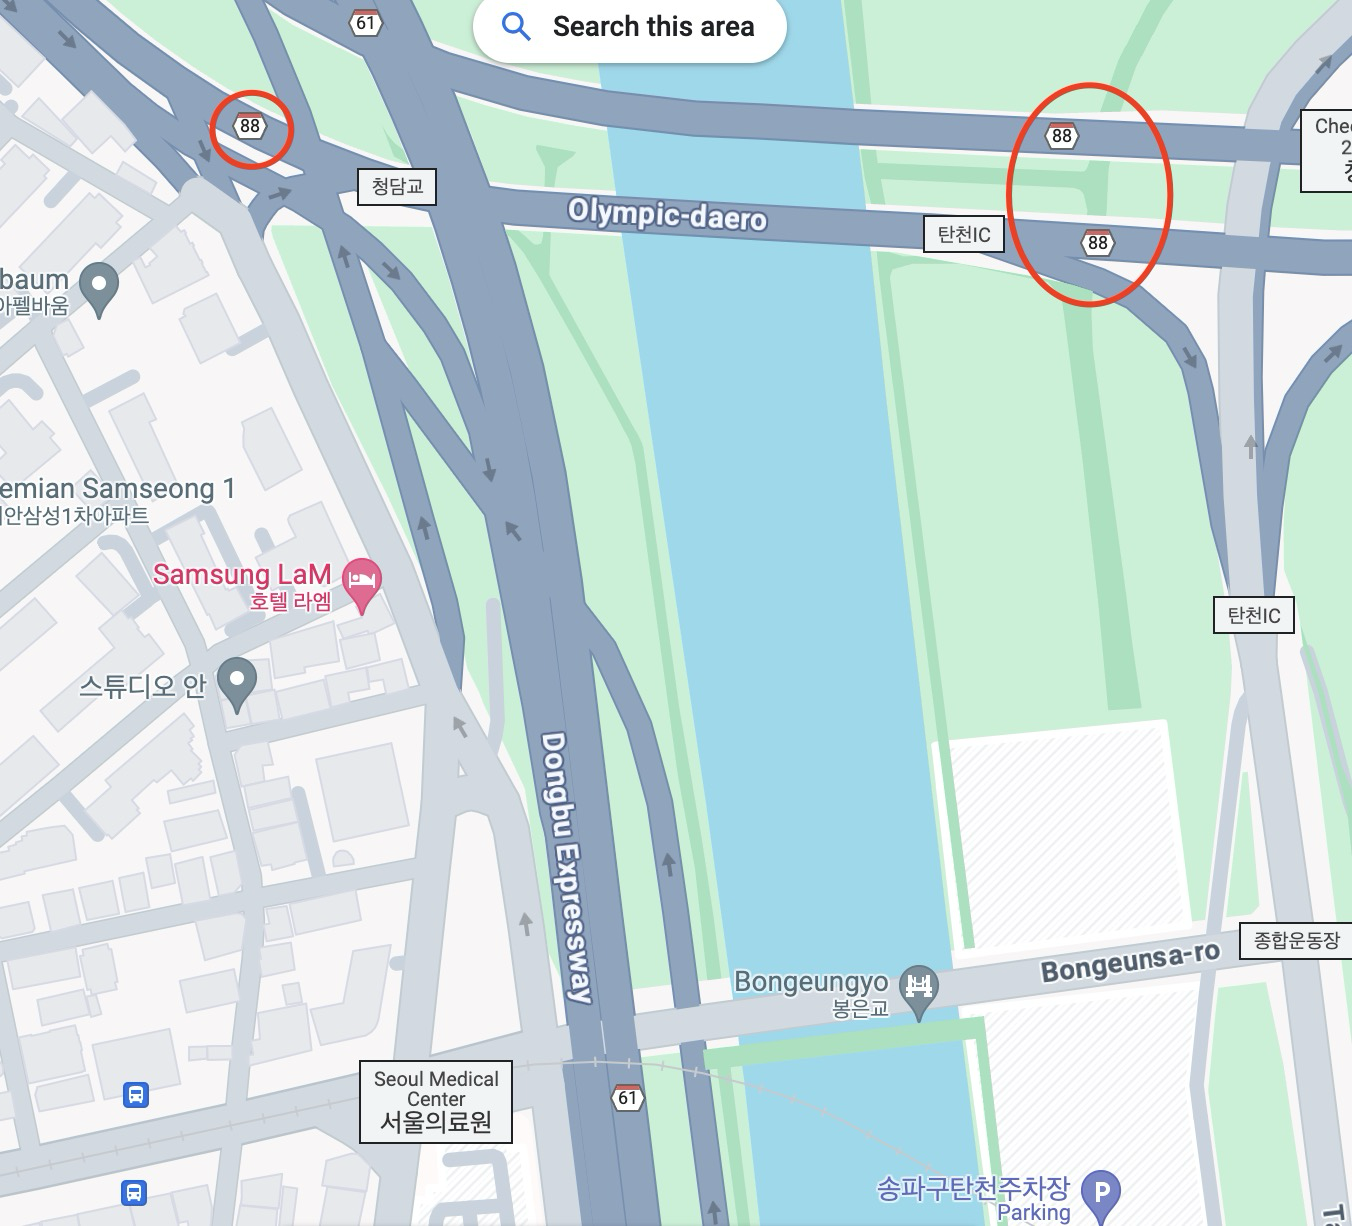 61
Search this area
88
88
Chec
2
청
청담교
Olympic-daero
탄천IC
88
baum
아펠바움
emian Samseong 1
안삼성1차아파트
Samsung LaM
호텔 라엠
탄천IC
스튜디오 안
Dongbu Expressway
종합운동장
Bongeunsa-ro
Bongeungyo
봉은교
Seoul Medical
Center
서울의료원
61
송파구탄천주차장
Parking
P
Ta